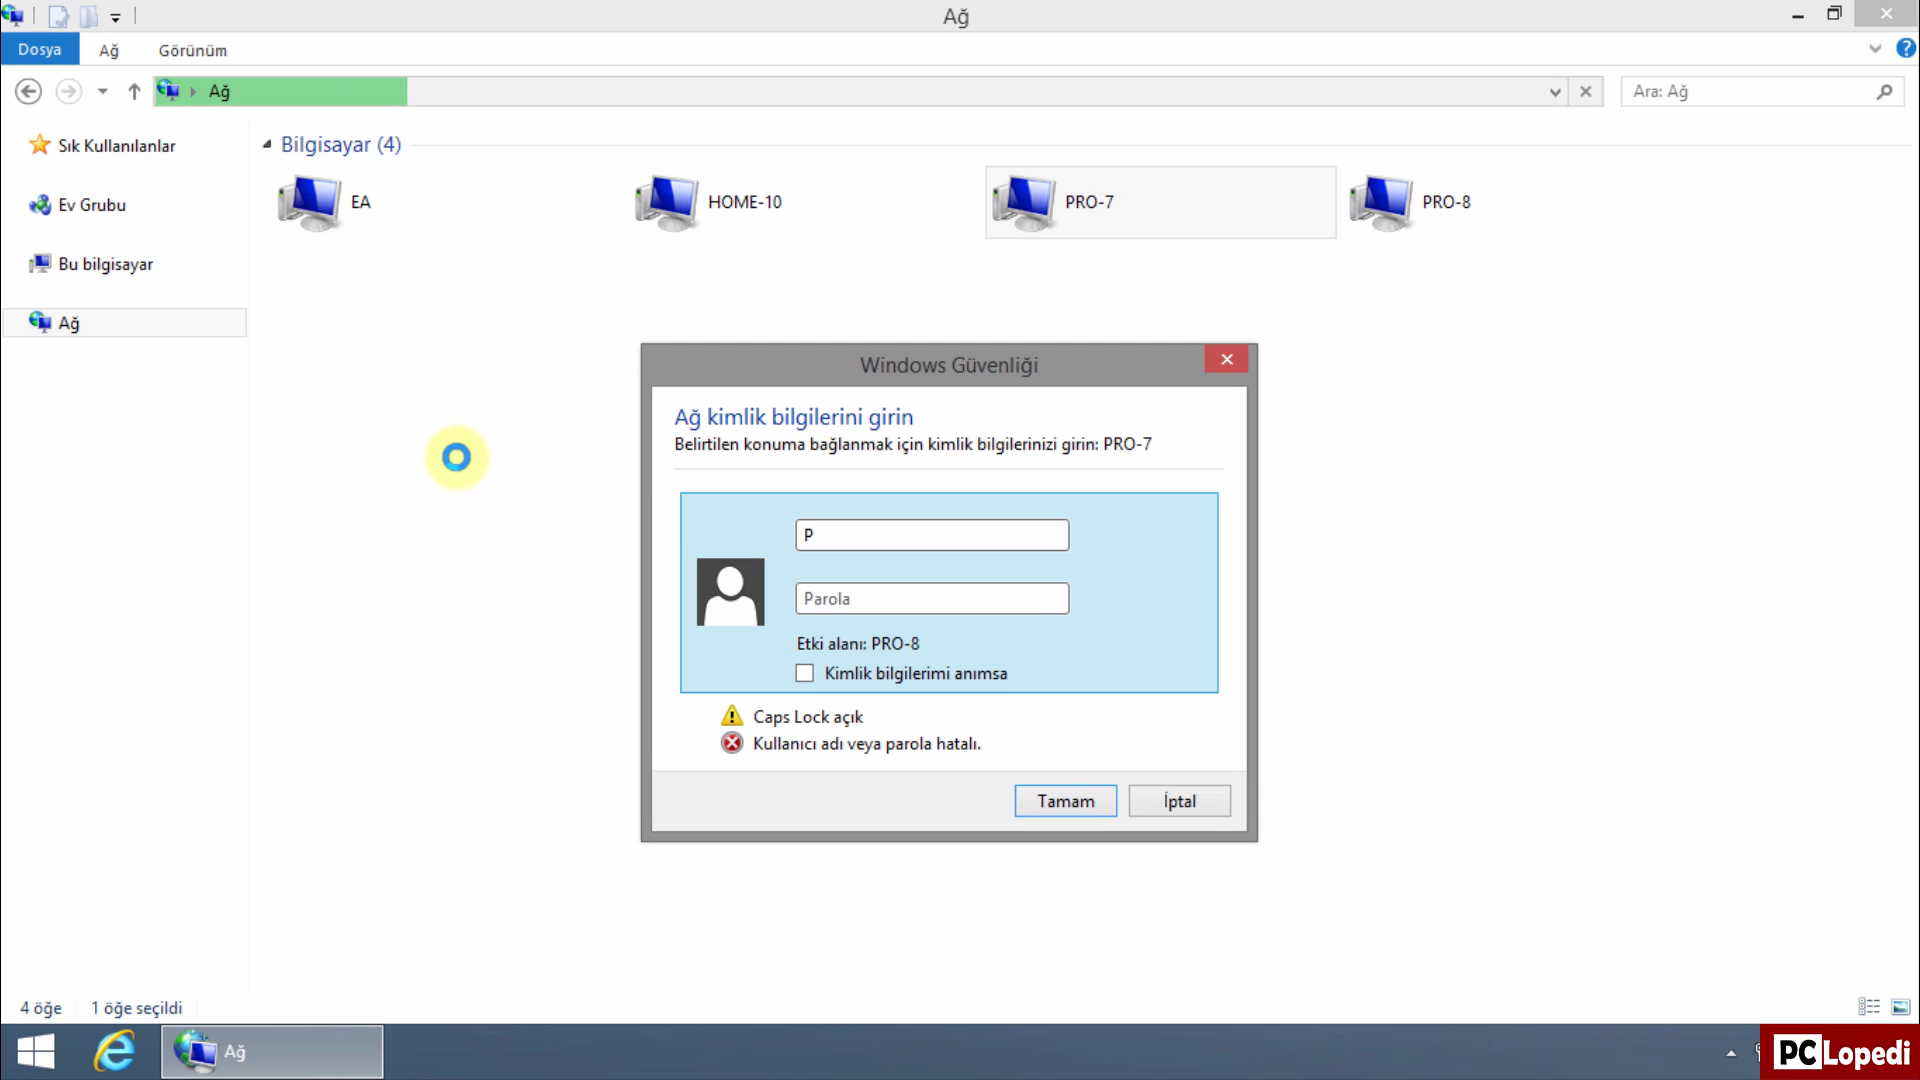 Ağ
Dosya
Ağ
Görünüm
Ağ
Ara: Ağ
Sık Kullanılanlar
Ev Grubu
Bu bilgisayar
Ağ
Bilgisayar (4)
EA
HOME-10
PRO-7
PRO-8
Windows Güvenliği
Ağ kimlik bilgilerini girin
Belirtilen konuma bağlanmak için kimlik bilgilerinizi girin: PRO-7
P
Parola
Etki alanı: PRO-8
Kimlik bilgilerimi anımsa
Caps Lock açık
Kullanıcı adı veya parola hatalı.
Tamam
İptal
4 öğe
1 öğe seçildi
Ağ
PCLopedi